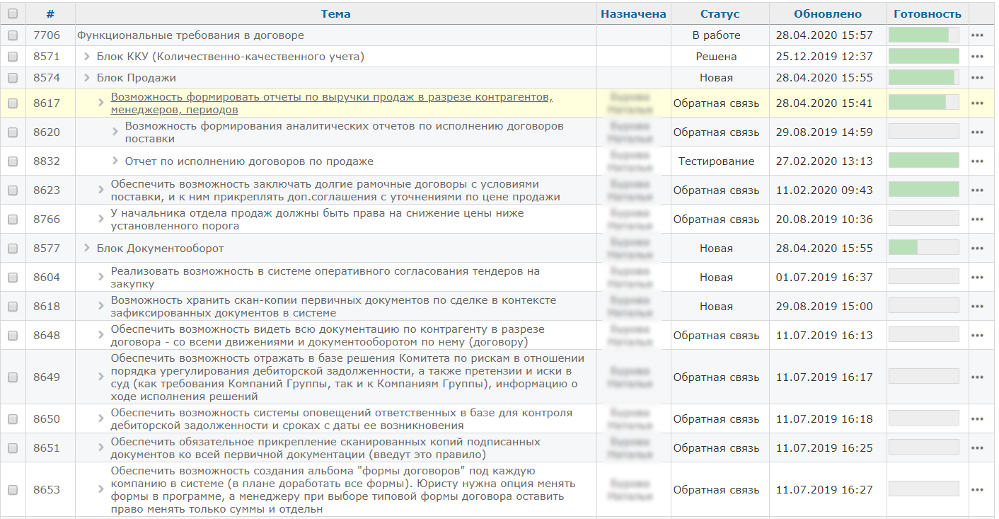 # Тема Назначена Статус Обновлено Готовность
7706 Функциональные требования в договоре В работе 28.04.2020 15:57
8571 Блок ККУ (Количественно-качественного учета) Решена 25.12.2019 12:37
8574 Блок Продажи Новая 28.04.2020 15:55
Возможность формировать отчеты по выручки продаж в разрезе контрагентов,
8617 Обратная связь 28.04.2020 15:41
менеджеров, периодов
Возможность формирования аналитических отчетов по исполнению договоров
8620 Обратная связь 29.08.2019 14:59
поставки
8832 Отчет по исполнению договоров по продаже Тестирование 27.02.2020 13:13
Обеспечить возможность заключать долгие рамочные договоры с условиями
8623 Обратная связь 11.02.2020 09:43
поставки, и к ним прикреплять доп.соглашения с уточнениями по цене продажи
У начальника отдела продаж должны быть права на снижение цены ниже
8766 Обратная связь 20.08.2019 10:36
установленного порога
8577 Блок Документооборот Новая 28.04.2020 15:55
Реализовать возможность в системе оперативного согласования тендеров на
8604 Новая 01.07.2019 16:37
закупку
Возможность хранить скан-копии первичных документов по сделке в контексте
8618 Новая 29.08.2019 15:00
зафиксированных документов в системе
Обеспечить возможность видеть всю документацию по контрагенту в разрезе
8648 Обратная связь 11.07.2019 16:13
договора - со всеми движениями и документооборотом по нему (договору)
Обеспечить возможность отражать в базе решения Комитета по рискам в отношении
порядка урегулирования дебиторской задолженности, а также претензии и иски в
8649 Обратная связь 11.07.2019 16:17
суд (как требования Компаний Группы, так и к Компаниям Группы), информацию о
ходе исполнения решений
Обеспечить возможность системы оповещений ответственных в базе для контроля
8650 Обратная связь 11.07.2019 16:18
дебиторской задолженности и сроках с даты ее возникновения
Обеспечить обязательное прикрепление сканированных копий подписанных
8651 Обратная связь 11.07.2019 16:25
документов ко всей первичной документации (введут это правило)
Обеспечить возможность создания альбома "формы договоров" под каждую
компанию в системе (в плане доработать все формы). Юристу нужна опция менять
8653 Обратная связь 11.07.2019 16:27
формы в программе, а менеджеру при выборе типовой формы договора оставить
право менять только суммы и отдельн